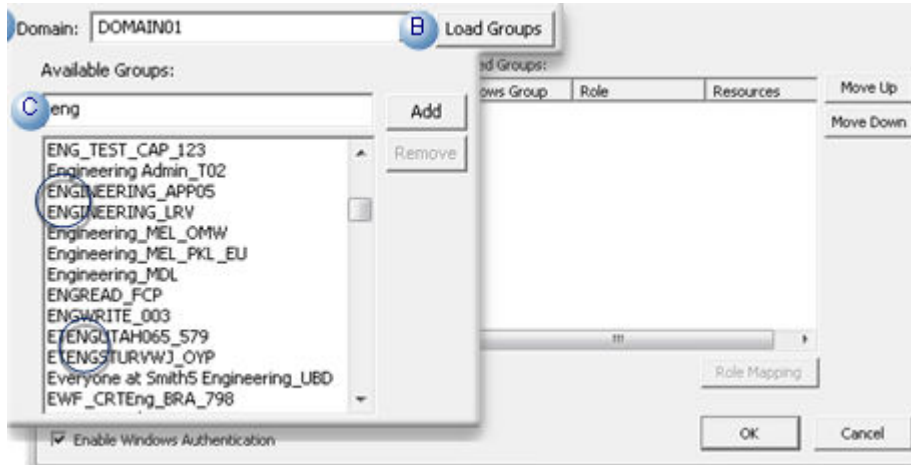 Domain: DOMAIN01
B Load Groups
Available Groups:
ed Groups:
C eng
Add
Remove
ows Group Role Resources
Move Up
Move Down
ENG_TEST_CAP_123
Engineering Admin_T02
ENGINEERING_APP05
ENGINEERING_LRV
Engineering_MEL_OMW
Engineering_MEL_PKL_EU
Engineering_MDL
ENGREAD_FCP
ENGWRITE_003
ETENGUTAH065_579
ETENGSTURVWJ_OYP
Everyone at Smith5 Engineering_UBD
EWF_CRTEng_BRA_798
Role Mapping
Enable Windows Authentication
OK
Cancel